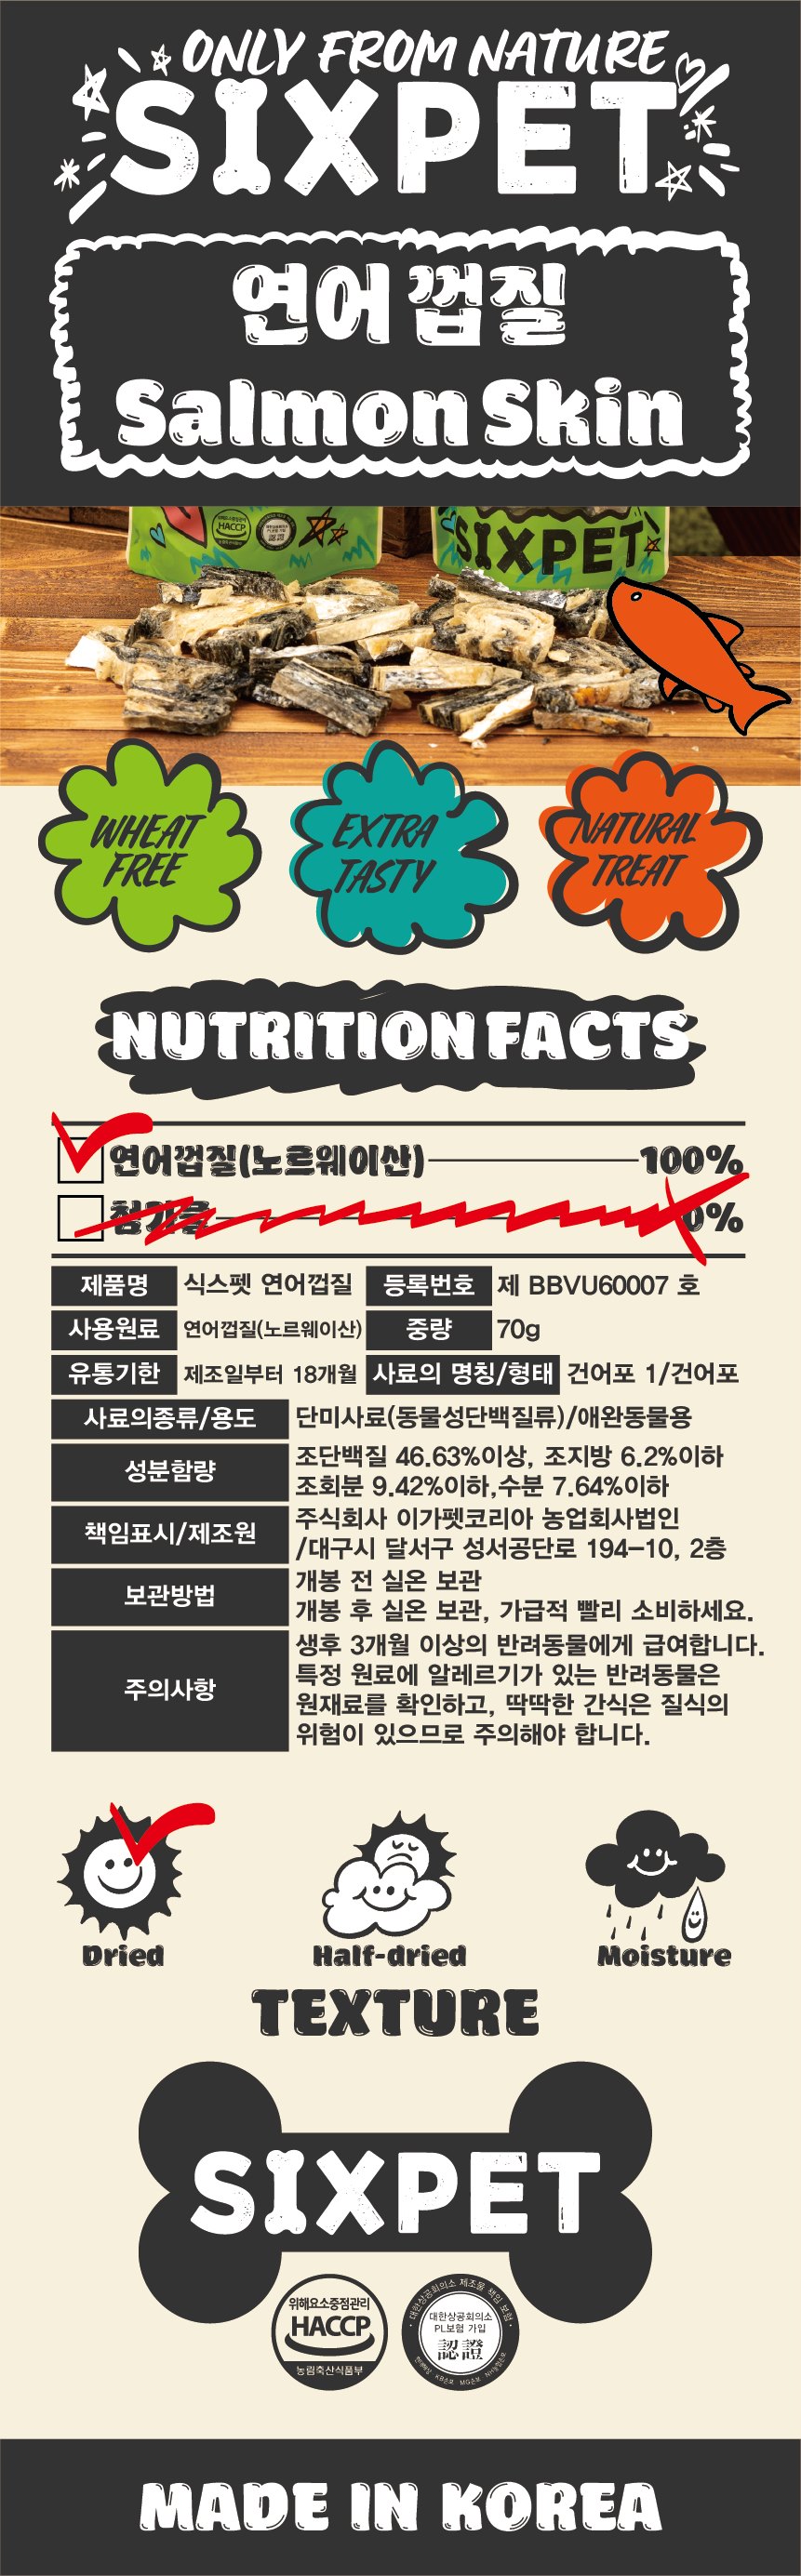 ONLY FROM NATURE
SIXPET
연어 껍질
Salmon Skin
HACCP
SIXPET
WHEAT
FREE
EXTRA
TASTY
NATURAL
TREAT
NUTRITION FACTS
연어껍질(노르웨이산) 100%
첨가물 0%
제품명 식스펫 연어껍질 등록번호 제 BBVU60007 호
사용원료 연어껍질(노르웨이산) 중량 70g
유통기한 제조일부터 18개월 사료의 명칭/형태 건어포 1/건어포
사료의종류/용도 단미사료(동물성단백질류)/애완동물용
성분함량 조단백질 46.63%이상, 조지방 6.2%이하
조회분 9.42%이하,수분 7.64%이하
책임표시/제조원 주식회사 이가펫코리아 농업회사법인
/대구시 달서구 성서공단로 194-10, 2층
보관방법 개봉 전 실온 보관
개봉 후 실온 보관, 가급적 빨리 소비하세요.
주의사항 생후 3개월 이상의 반려동물에게 급여합니다.
특정 원료에 알레르기가 있는 반려동물은
원재료를 확인하고, 딱딱한 간식은 질식의
위험이 있으므로 주의해야 합니다.
Dried
Half-dried
Moisture
TEXTURE
SIXPET
위해요소중점관리
HACCP
농림축산식품부
대한상공회의소 제조물 책임 보험
대한상공회의소
PL보험 가입
認證
MADE IN KOREA